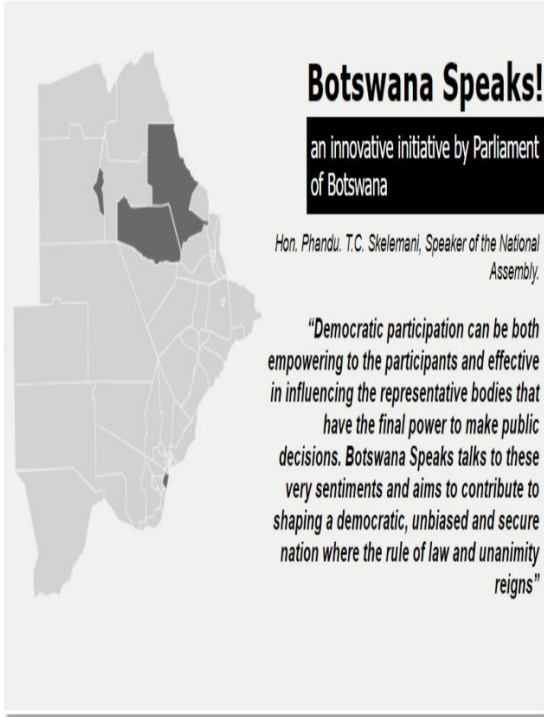 Botswana Speaks!
an innovative initiative by Parliament
of Botswana
Hon. Phandu. T.C. Skelemani, Speaker of the National
Assembly.
“Democratic participation can be both
empowering to the participants and effective
in influencing the representative bodies that
have the final power to make public
decisions. Botswana Speaks talks to these
very sentiments and aims to contribute to
shaping a democratic, unbiased and secure
nation where the rule of law and unanimity
reigns”